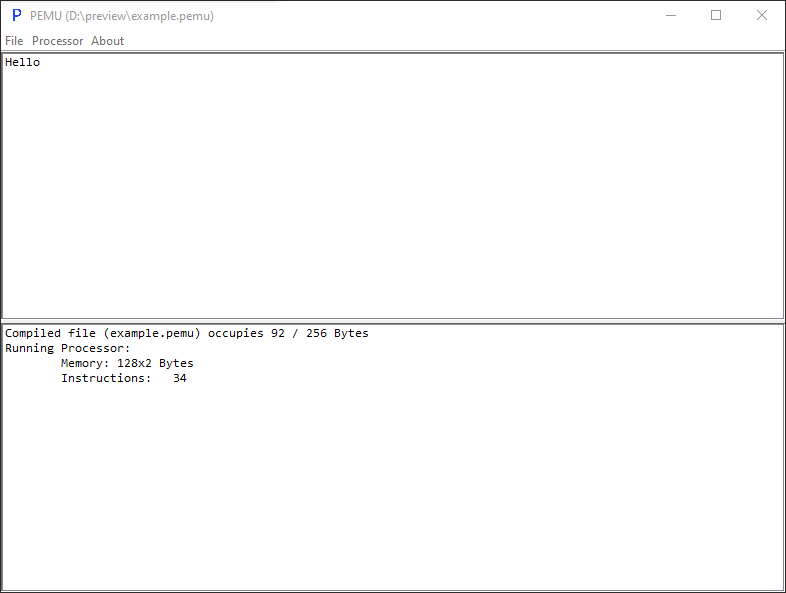 P PEMU (D:\preview\example.pemu)
File Processor About
Hello
Compiled file (example.pemu) occupies 92 / 256 Bytes
Running Processor:
Memory: 128x2 Bytes
Instructions: 34